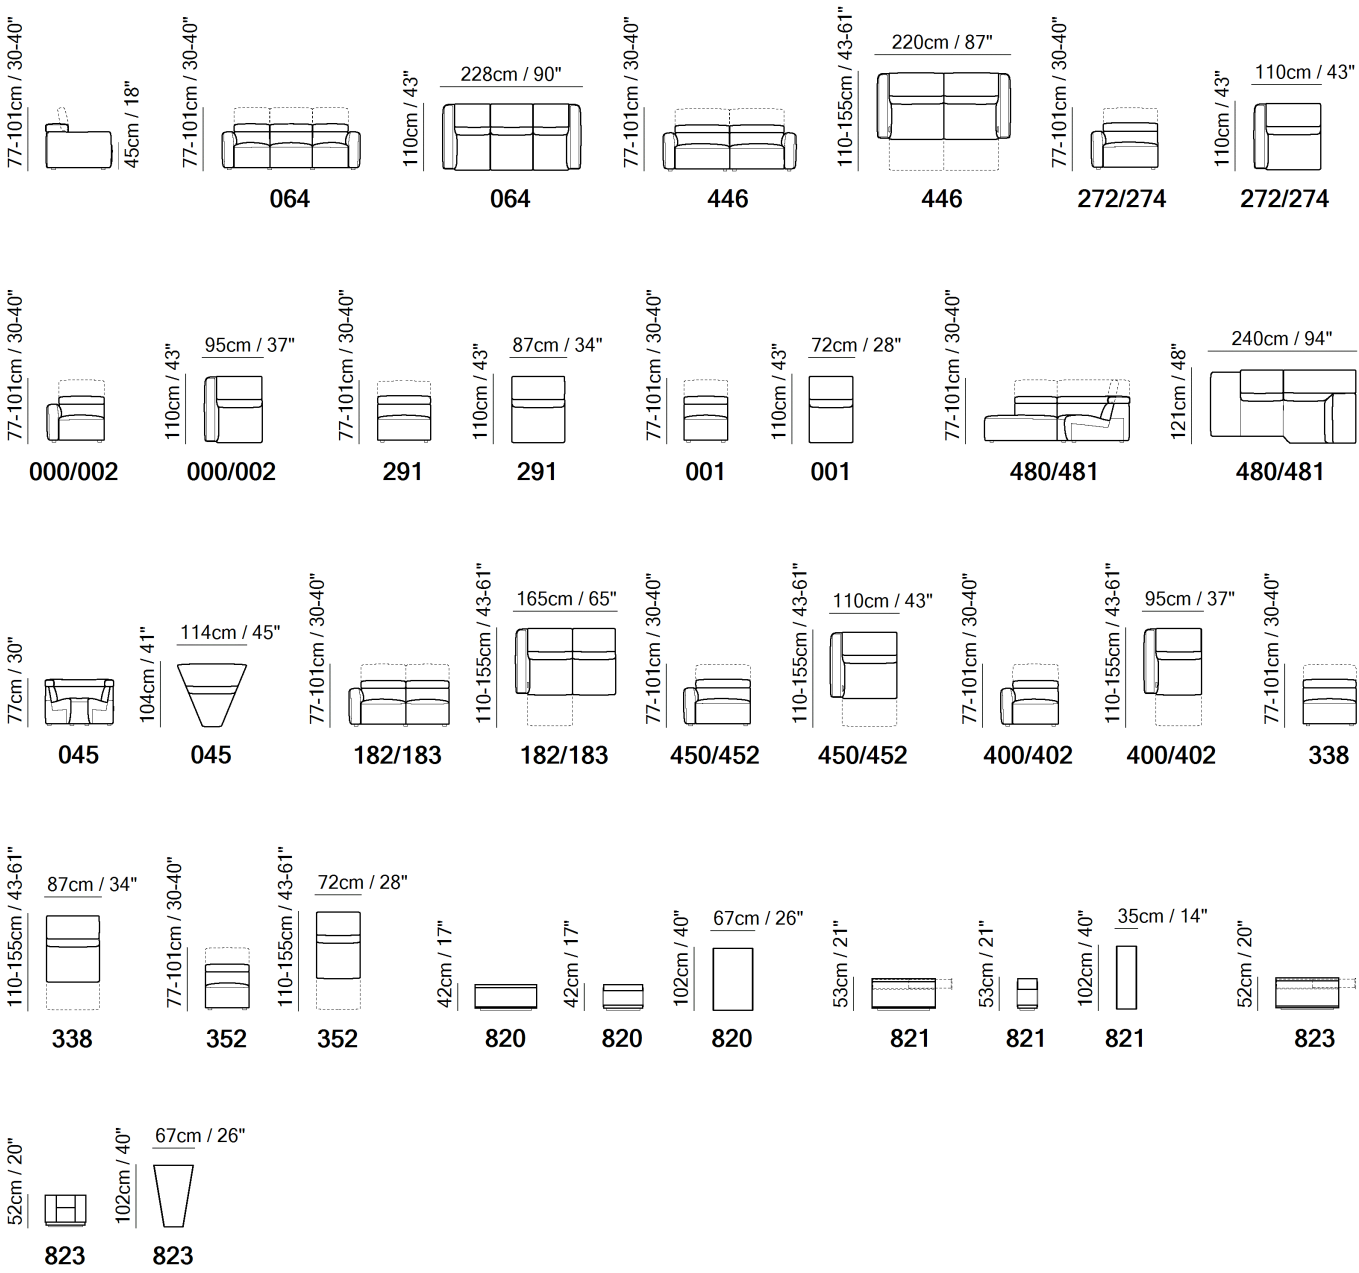 77-101cm / 30-40"
45cm / 18"
77-101cm / 30-40"
064
110cm / 43"
228cm / 90"
064
77-101cm / 30-40"
446
110-155cm / 43-61"
220cm / 87"
446
77-101cm / 30-40"
272/274
110cm / 43"
110cm / 43"
272/274
77-101cm / 30-40"
000/002
110cm / 43"
95cm / 37"
000/002
77-101cm / 30-40"
291
110cm / 43"
87cm / 34"
291
77-101cm / 30-40"
001
110cm / 43"
72cm / 28"
001
77-101cm / 30-40"
480/481
121cm / 48"
240cm / 94"
480/481
77cm / 30"
045
104cm / 41"
114cm / 45"
045
77-101cm / 30-40"
182/183
110-155cm / 43-61"
165cm / 65"
182/183
77-101cm / 30-40"
450/452
110-155cm / 43-61"
110cm / 43"
450/452
77-101cm / 30-40"
400/402
110-155cm / 43-61"
95cm / 37"
400/402
77-101cm / 30-40"
338
110-155cm / 43-61"
87cm / 34"
338
77-101cm / 30-40"
352
110-155cm / 43-61"
72cm / 28"
352
42cm / 17"
820
42cm / 17"
820
102cm / 40"
67cm / 26"
820
53cm / 21"
821
53cm / 21"
821
102cm / 40"
35cm / 14"
821
52cm / 20"
823
52cm / 20"
823
102cm / 40"
67cm / 26"
823